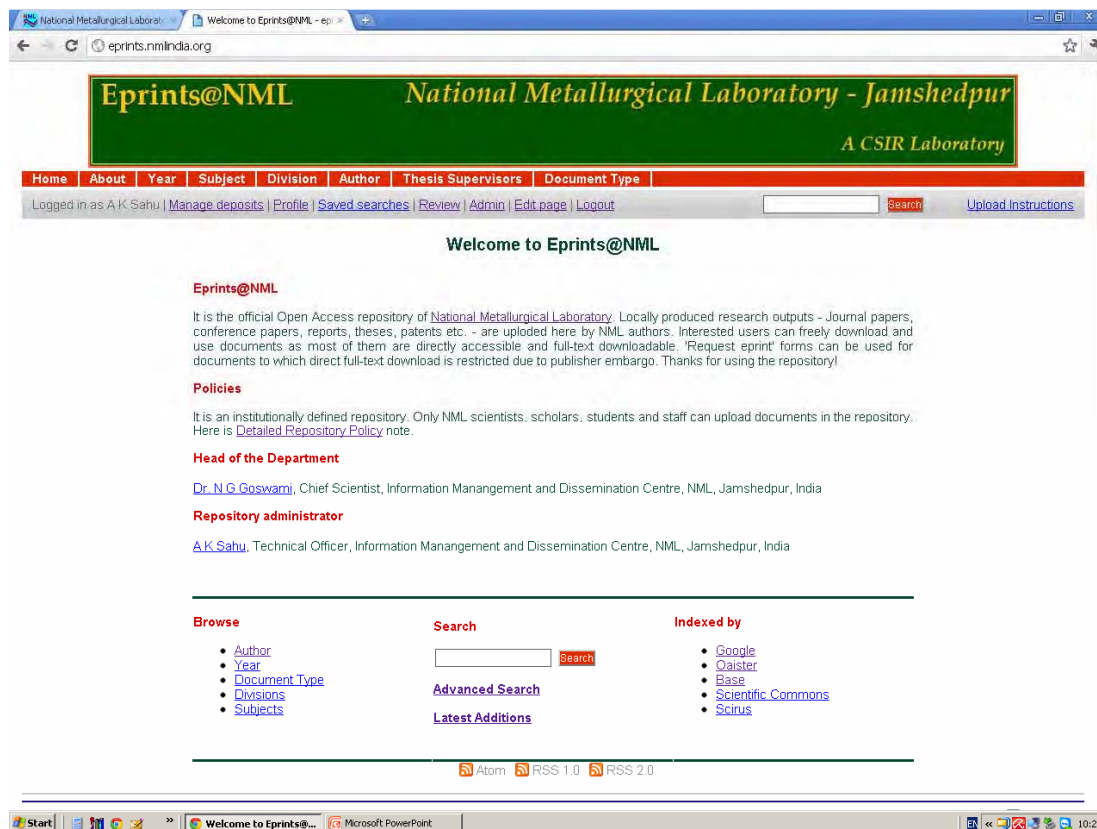 National Metallurgical Laborat
Welcome to Eprints@NML - epr
eprints.nmlindia.org
Eprints@NML National Metallurgical Laboratory - Jamshedpur
A CSIR Laboratory
Home About Year Subject Division Author Thesis Supervisors Document Type
Logged in as A K Sahu | Manage deposits | Profile | Saved searches | Review | Admin | Edit page | Logout Search Upload Instructions
Welcome to Eprints@NML
Eprints@NML
It is the official Open Access repository of National Metallurgical Laboratory. Locally produced research outputs - Journal papers,
conference papers, reports, theses, patents etc. - are uploded here by NML authors. Interested users can freely download and
use documents as most of them are directly accessible and full-text downloadable. 'Request eprint' forms can be used for
documents to which direct full-text download is restricted due to publisher embargo. Thanks for using the repository!
Policies
It is an institutionally defined repository. Only NML scientists, scholars, students and staff can upload documents in the repository.
Here is Detailed Repository Policy note.
Head of the Department
Dr. N G Goswami, Chief Scientist, Information Manangement and Dissemination Centre, NML, Jamshedpur, India
Repository administrator
A K Sahu, Technical Officer, Information Manangement and Dissemination Centre, NML, Jamshedpur, India
Browse
Author
Year
Document Type
Divisions
Subjects
Search
Search
Advanced Search
Latest Additions
Indexed by
Google
Oaister
Base
Scientific Commons
Scirus
Atom RSS 1.0 RSS 2.0
Start » Welcome to Eprints@... Microsoft PowerPoint EN « 10:2